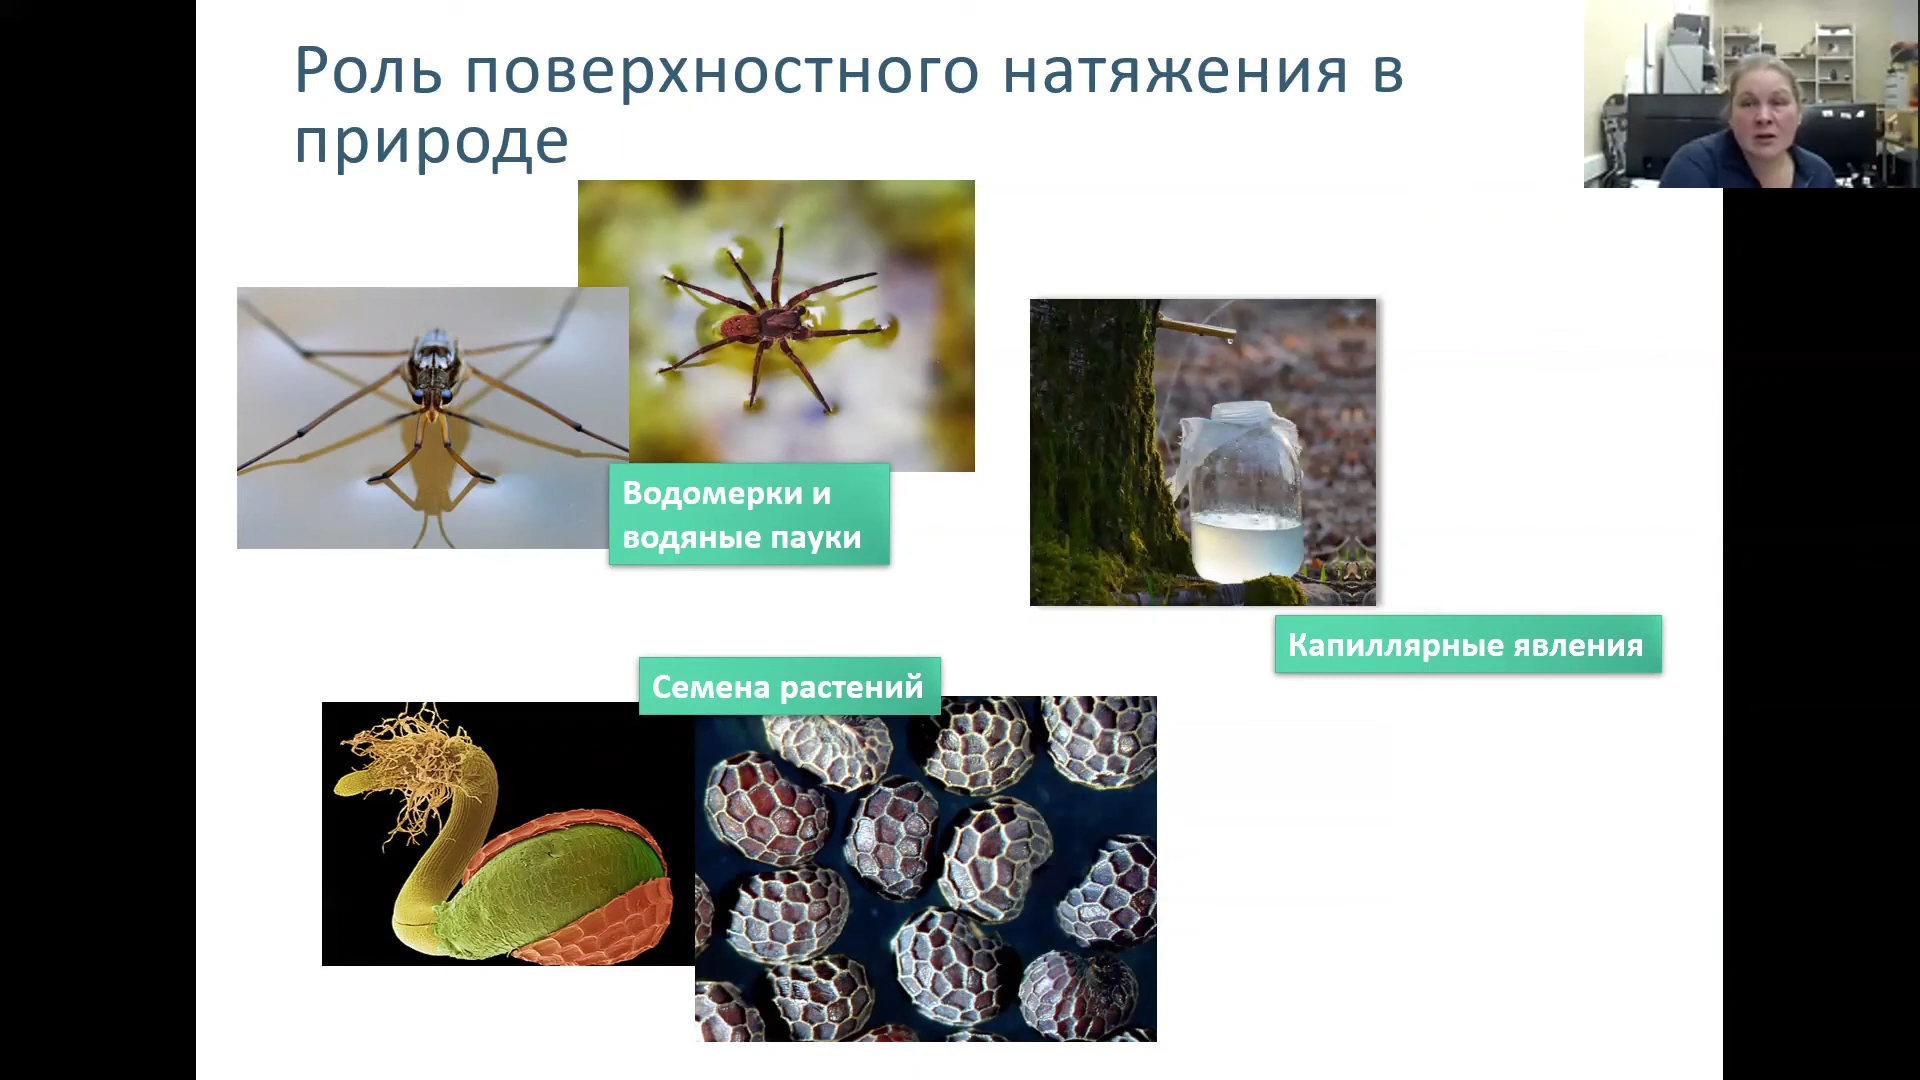 Роль поверхностного натяжения в
природе
Водомерки и
водяные пауки
Капиллярные явления
Семена растений